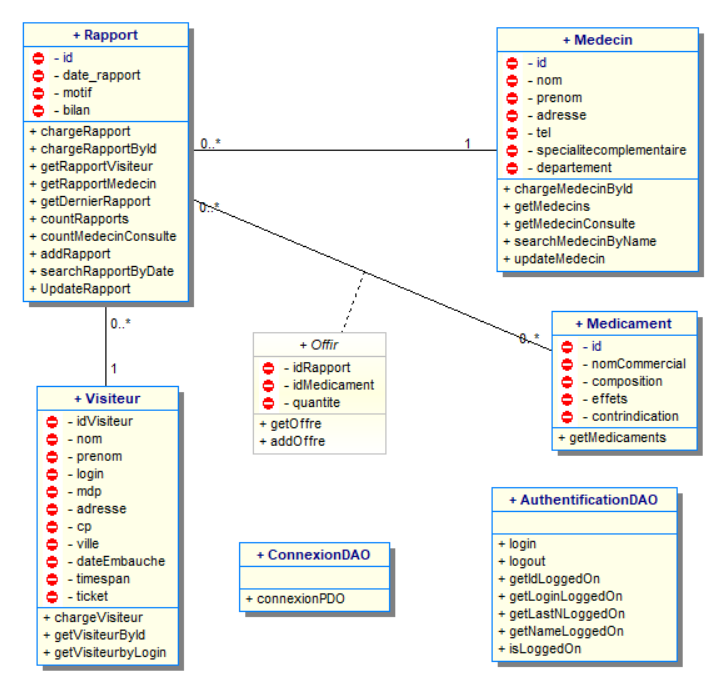 + Rapport
- id
- date_rapport
- motif
- bilan
+ chargeRapport
+ chargeRapportById
+ getRapportVisiteur
+ getRapportMedecin
+ getDernierRapport
+ countRapports
+ countMedecinConsulte
+ addRapport
+ searchRapportByDate
+ UpdateRapport
+ Medecin
- id
- nom
- prenom
- adresse
- tel
- specialitecomplementaire
- departement
+ chargeMedecinById
+ getMedecins
+ getMedecinConsulte
+ searchMedecinByName
+ updateMedecin
0..*
1
0..*
0..*
0..*
1
+ Offir
- idRapport
- idMedicament
- quantite
+ getOffre
+ addOffre
+ Medicament
- id
- nomCommercial
- composition
- effets
- contrindication
+ getMedicaments
+ Visiteur
- idVisiteur
- nom
- prenom
- login
- mdp
- adresse
- cp
- ville
- dateEmbauche
- timespan
- ticket
+ chargeVisiteur
+ getVisiteurById
+ getVisiteurbyLogin
+ ConnexionDAO
+ connexionPDO
+ AuthentificationDAO
+ login
+ logout
+ getIdLoggedOn
+ getLoginLoggedOn
+ getLastNLoggedOn
+ getNameLoggedOn
+ isLoggedOn